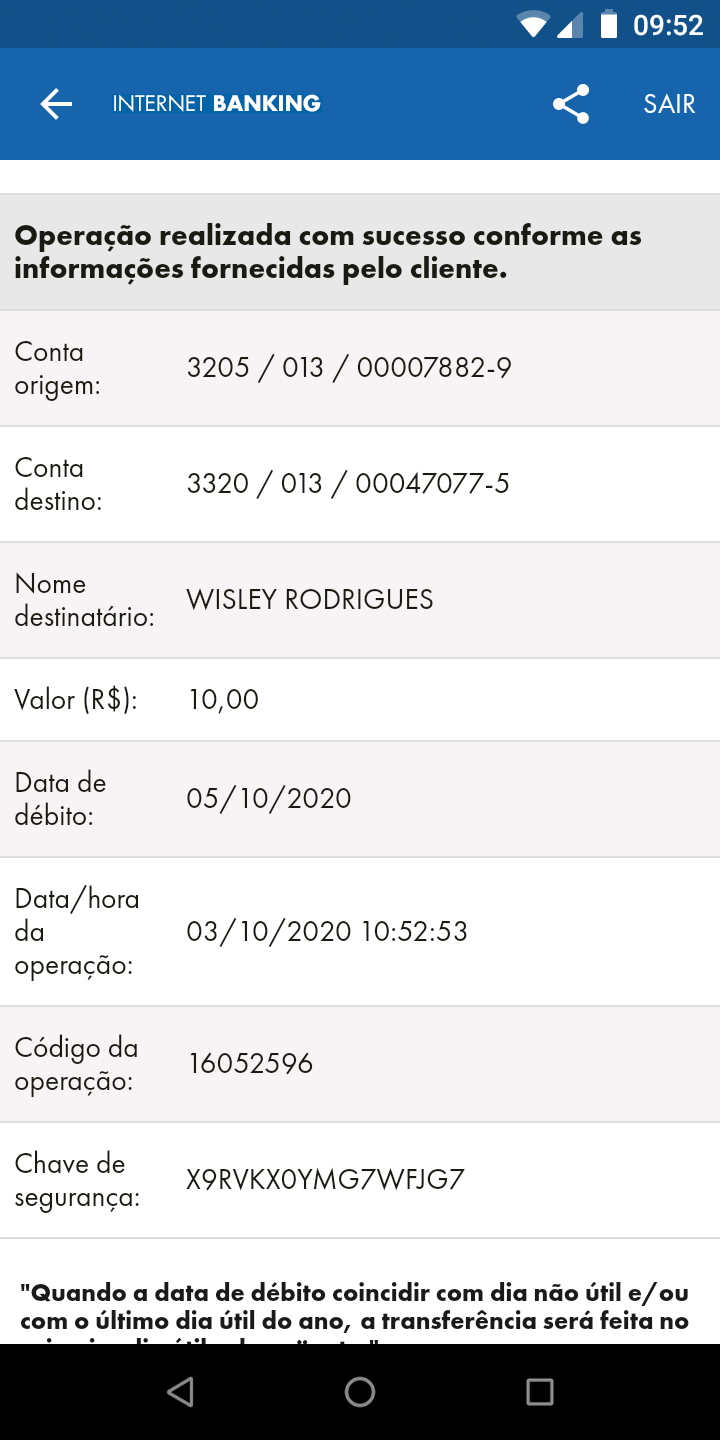 09:52
INTERNET BANKING
SAIR
Operação realizada com sucesso conforme as
informações fornecidas pelo cliente.
Conta
origem:
3205 / 013 / 00007882-9
Conta
destino:
3320 / 013 / 00047077-5
Nome
destinatário:
WISLEY RODRIGUES
Valor (R$):
10,00
Data de
débito:
05/10/2020
Data/hora
da
operação:
03/10/2020 10:52:53
Código da
operação:
16052596
Chave de
segurança:
X9RVKX0YMG7WFJG7
"Quando a data de débito coincidir com dia não útil e/ou
com o último dia útil do ano, a transferência será feita no